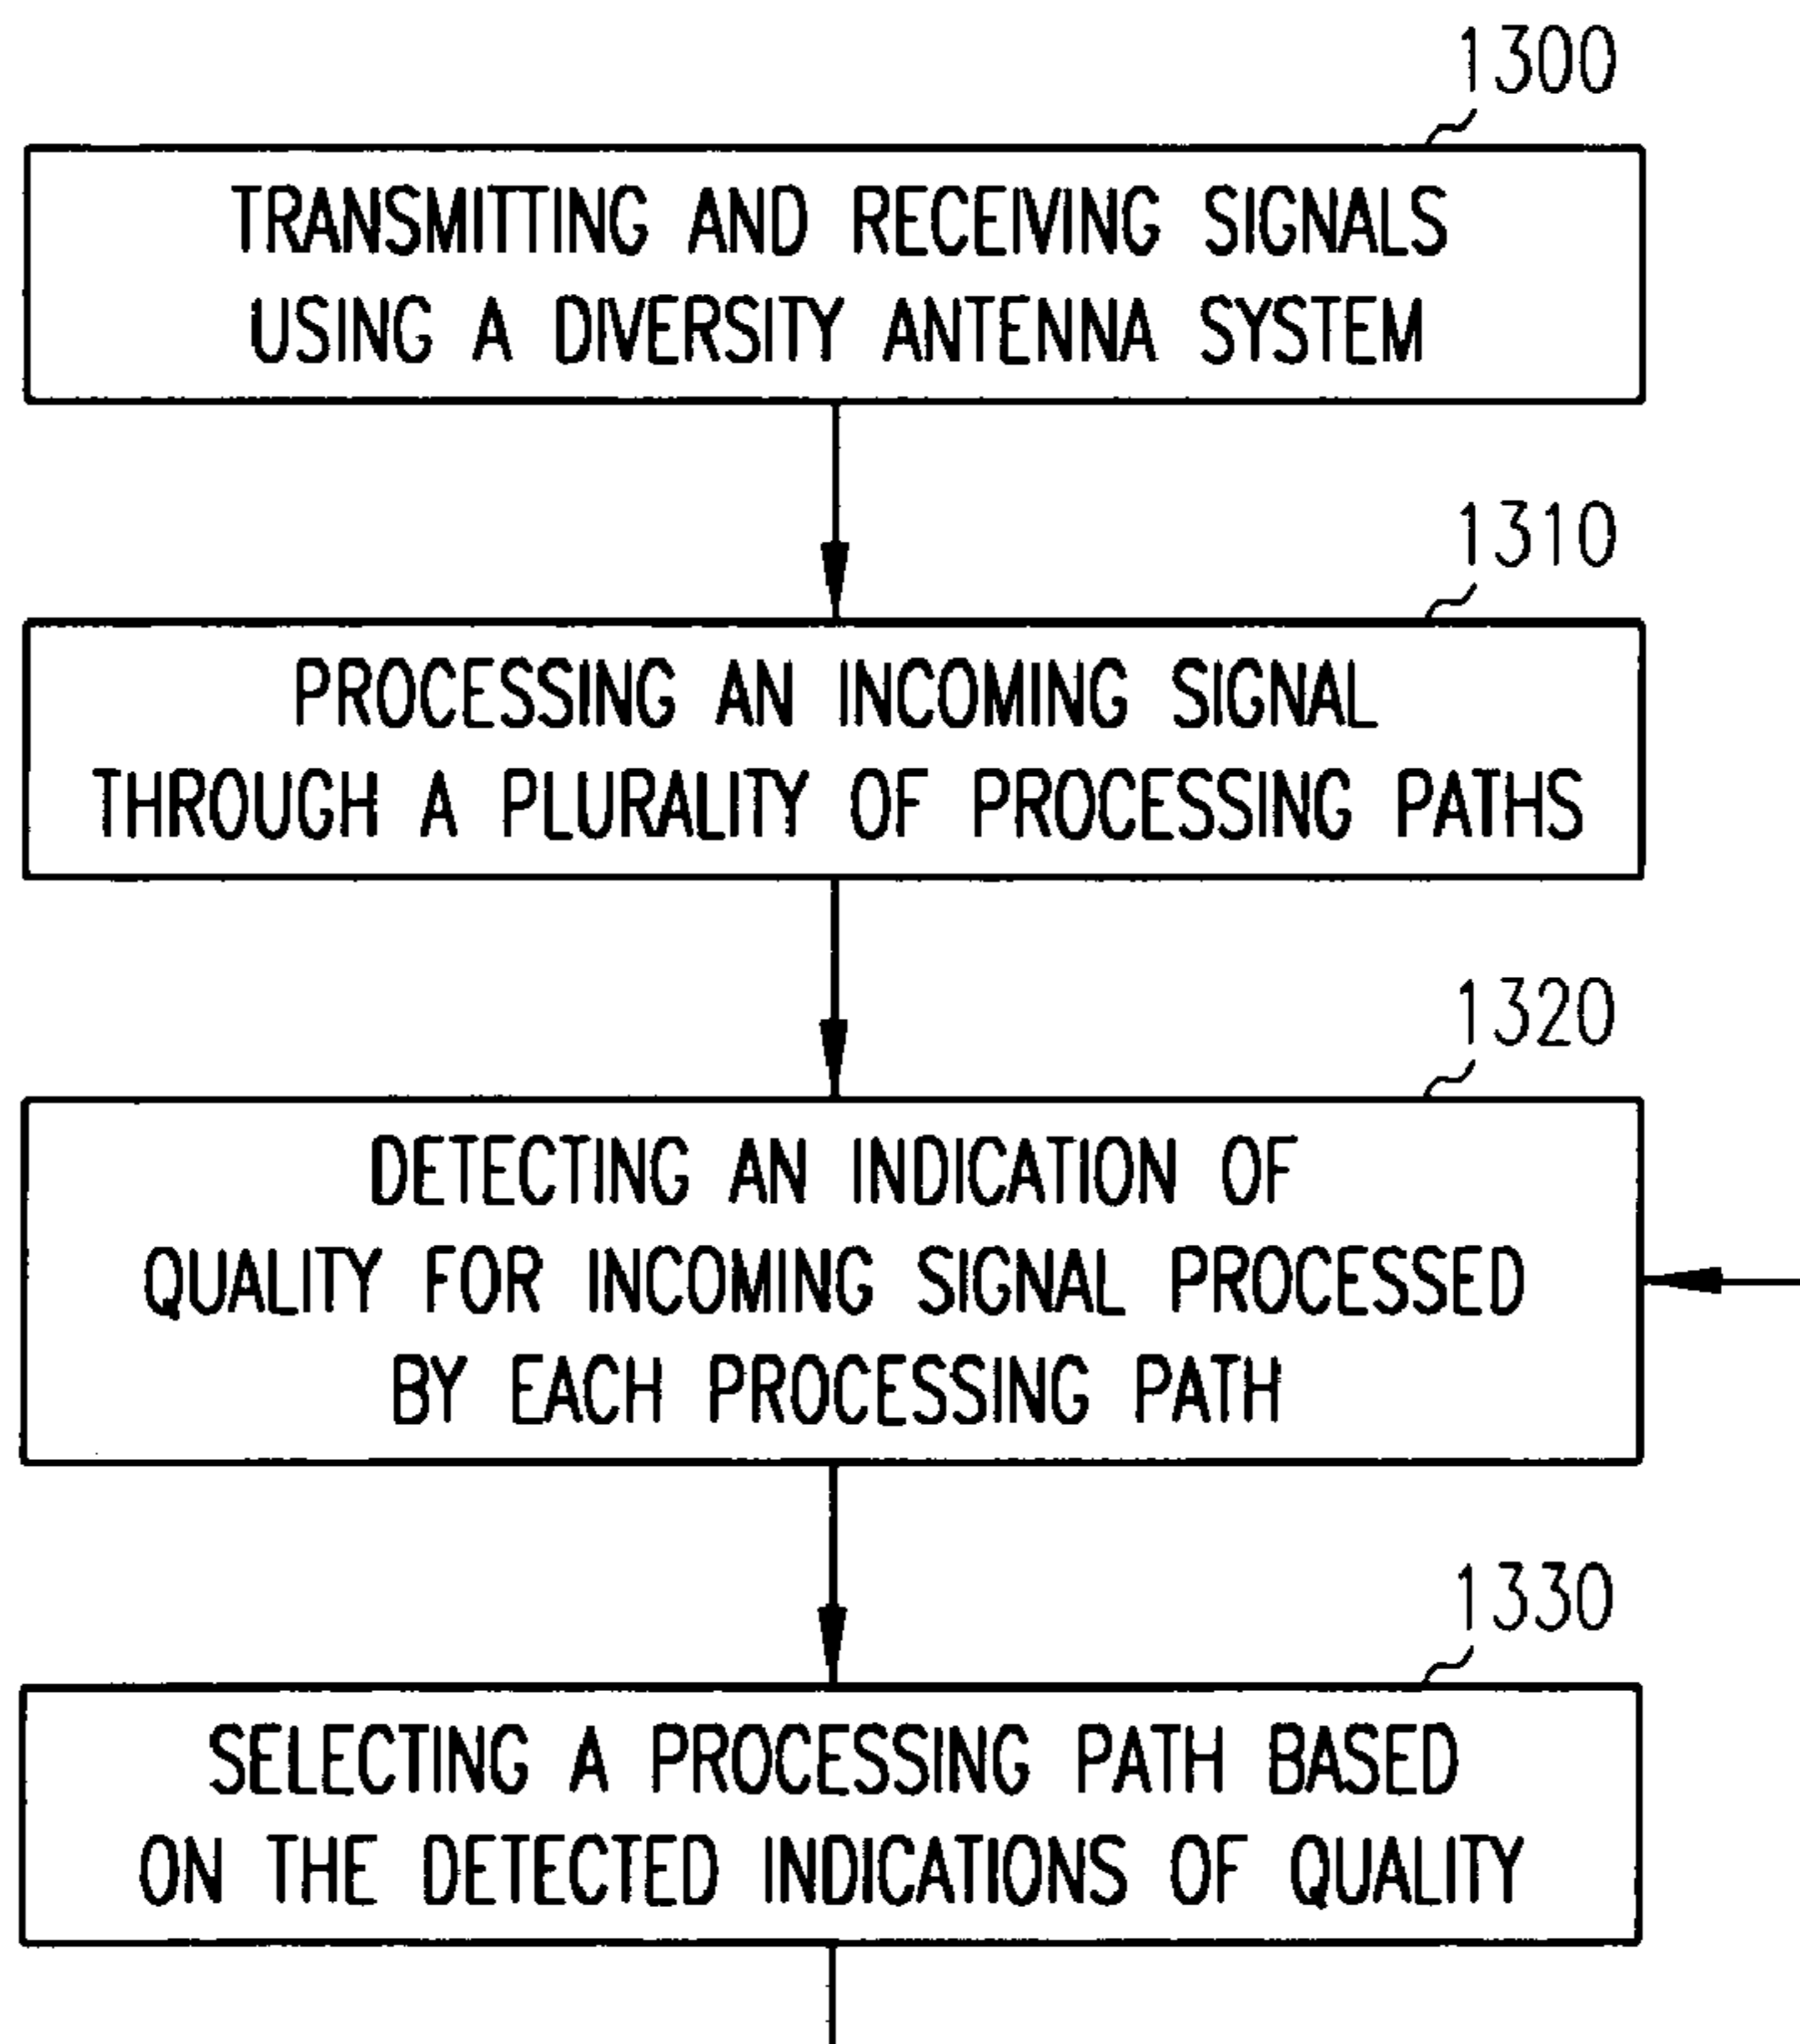 1300
TRANSMITTING AND RECEIVING SIGNALS
USING A DIVERSITY ANTENNA SYSTEM
1310
PROCESSING AN INCOMING SIGNAL
THROUGH A PLURALITY OF PROCESSING PATHS
1320
DETECTING AN INDICATION OF
QUALITY FOR INCOMING SIGNAL PROCESSED
BY EACH PROCESSING PATH
1330
SELECTING A PROCESSING PATH BASED
ON THE DETECTED INDICATIONS OF QUALITY